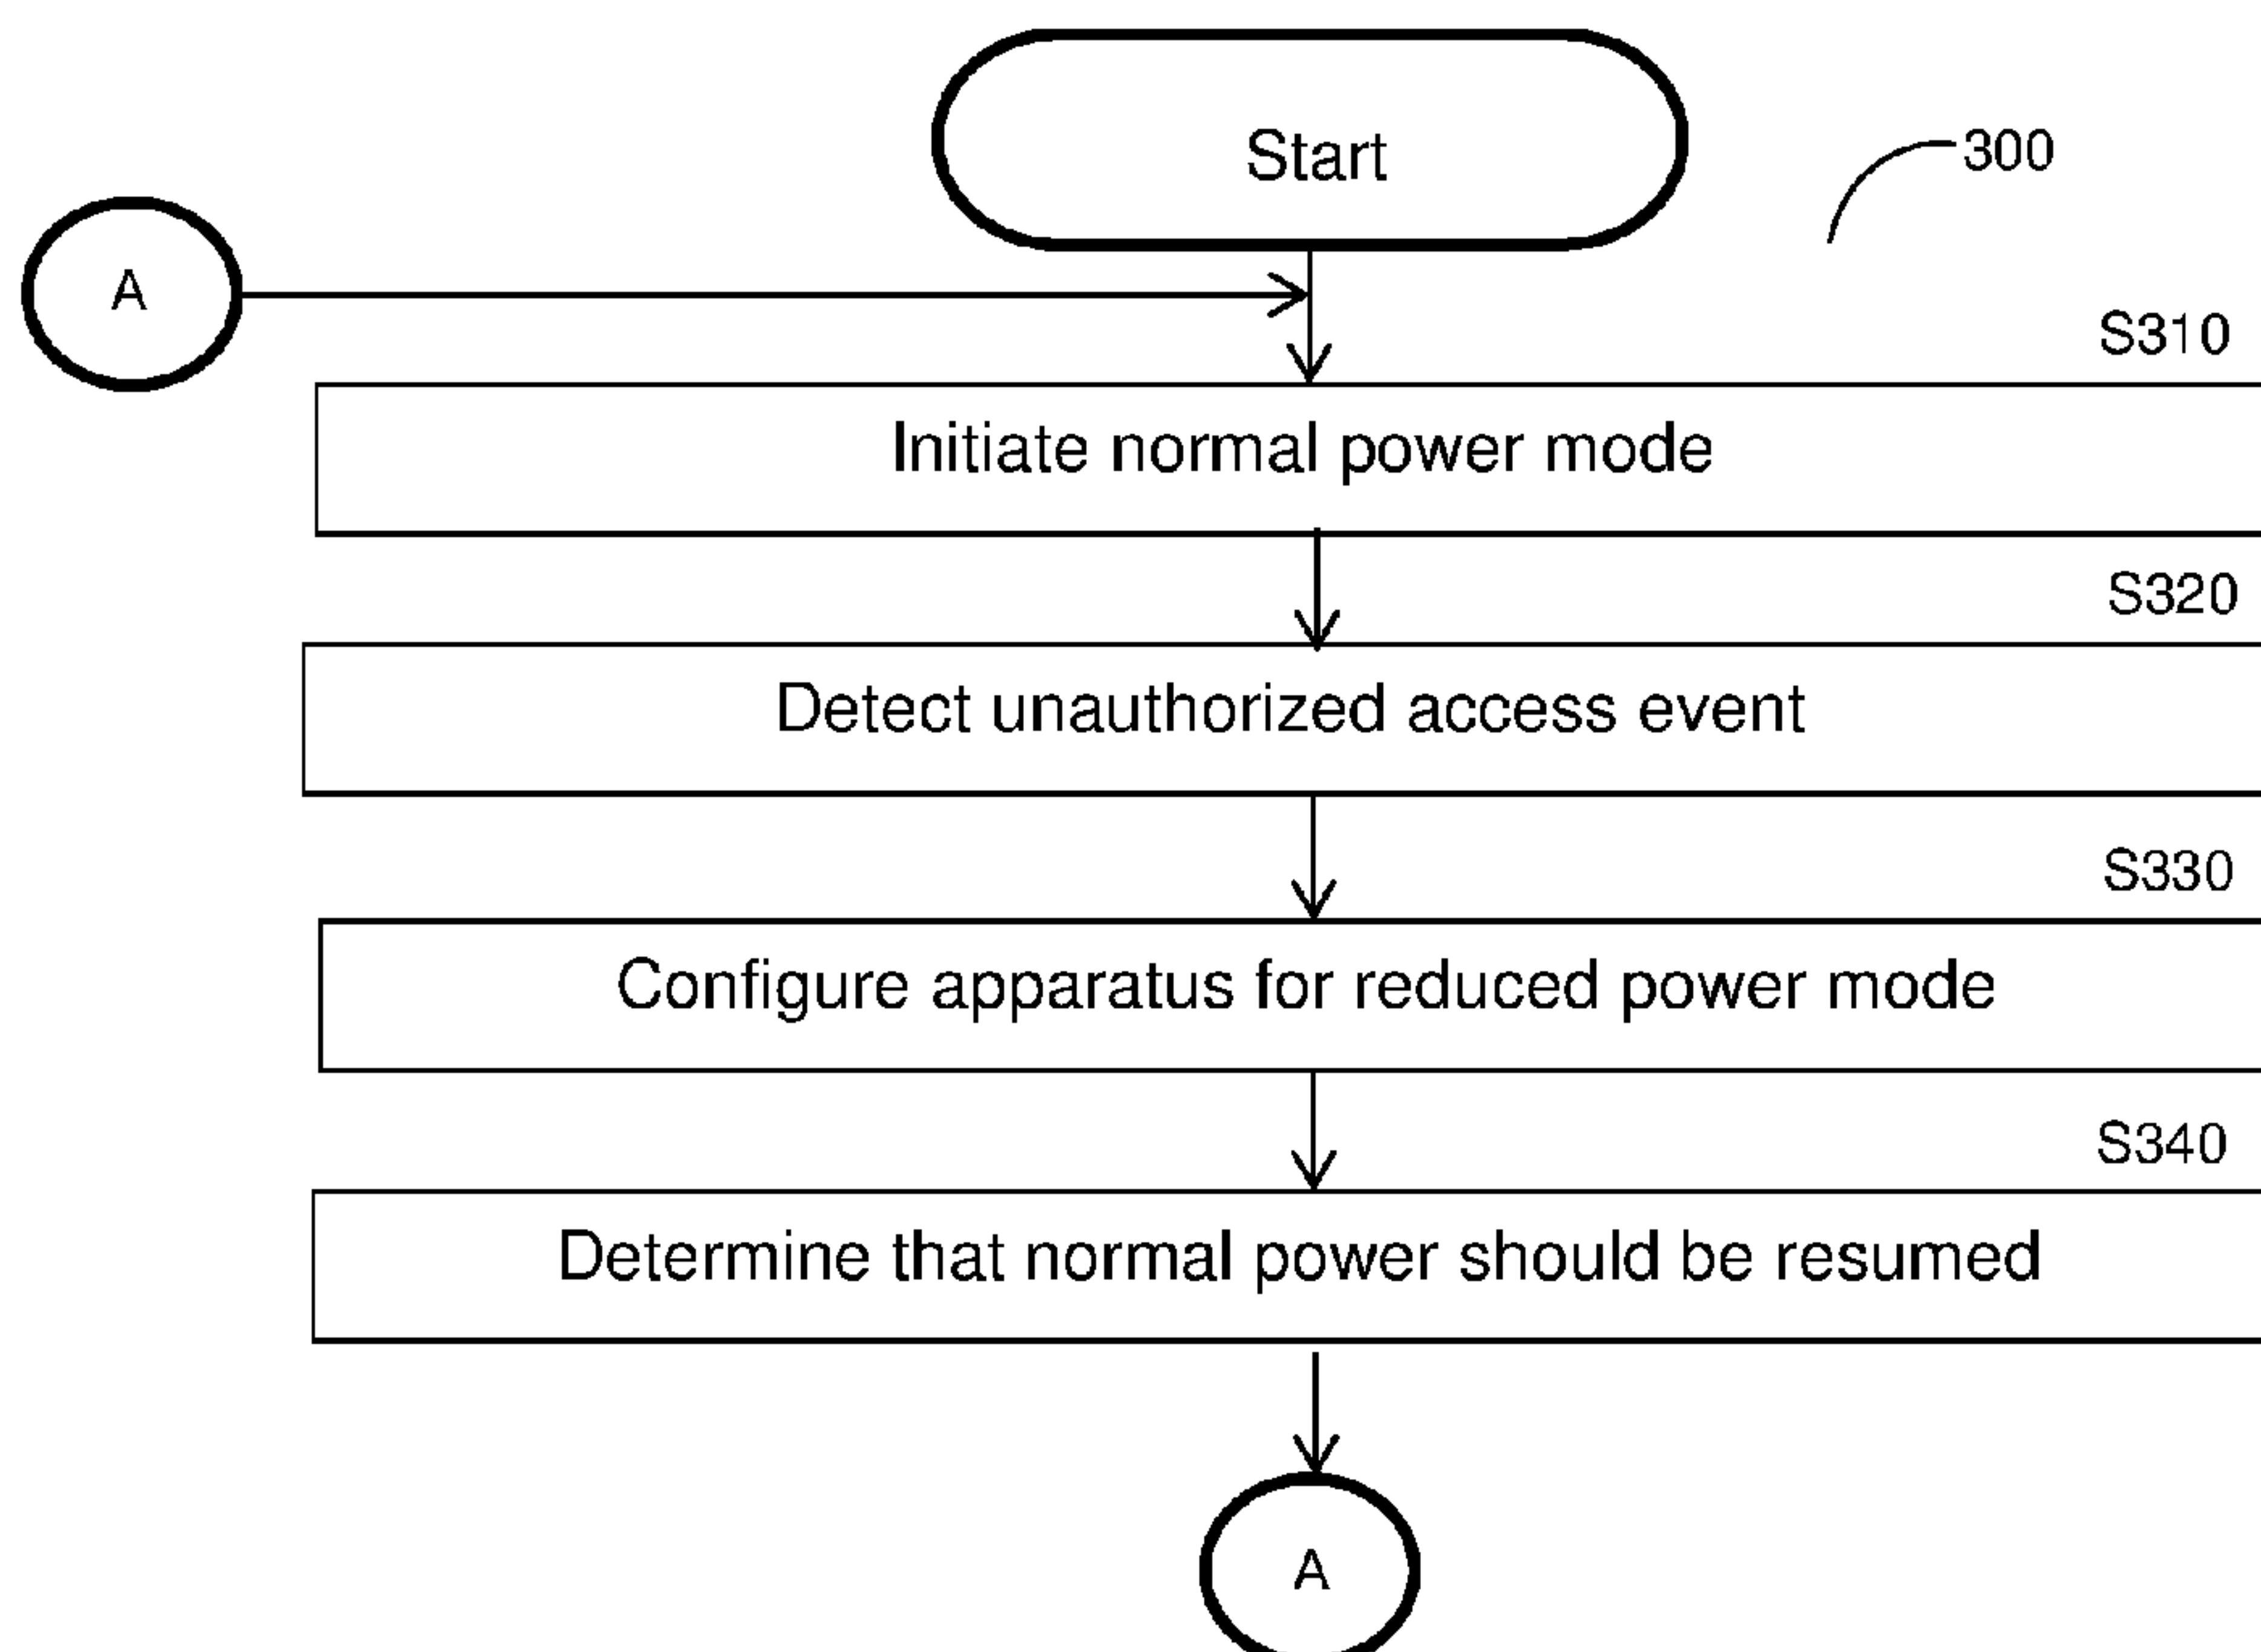 Start
300
A
S310
Initiate normal power mode
S320
Detect unauthorized access event
S330
Configure apparatus for reduced power mode
S340
Determine that normal power should be resumed
A